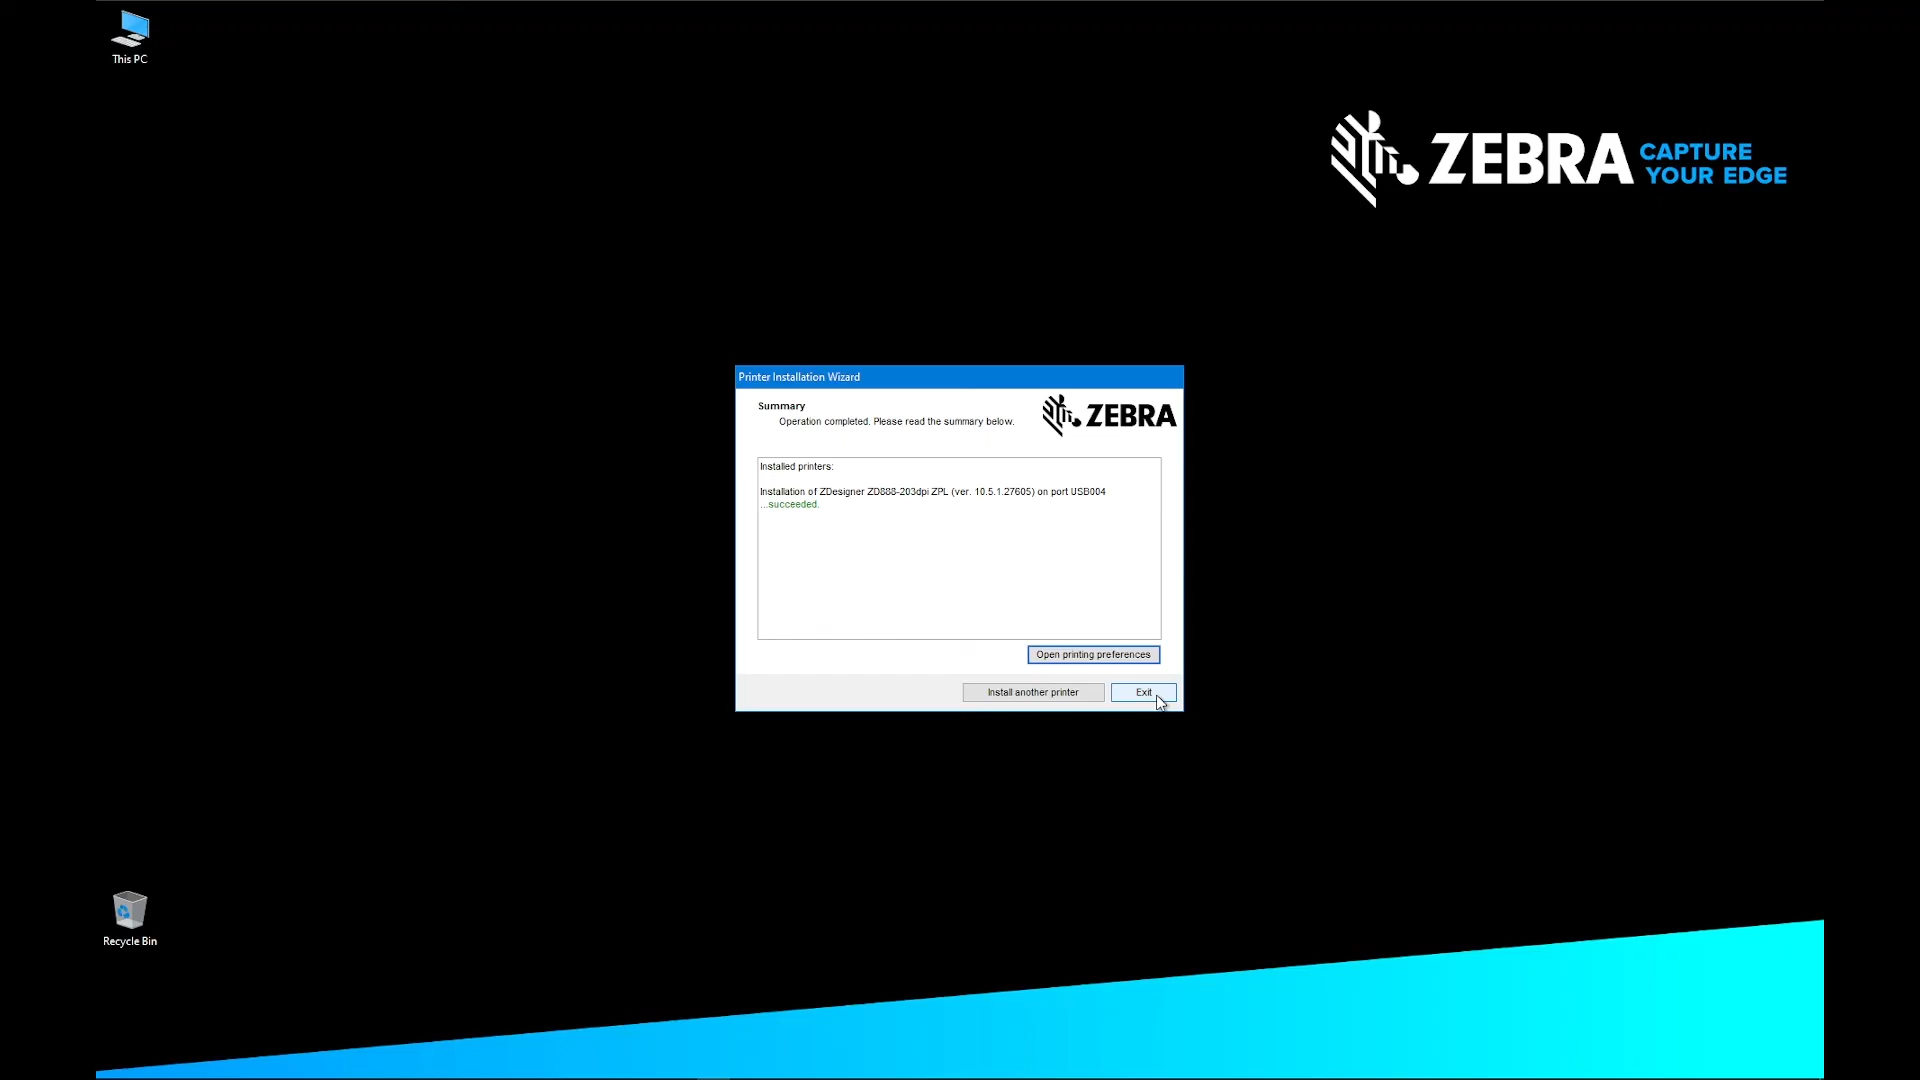 This PC
ZEBRA CAPTURE
YOUR EDGE
Printer Installation Wizard
Summary
Operation completed. Please read the summary below.
ZEBRA
Installed printers:
Installation of ZDesigner ZD888-203dpi ZPL (ver. 10.5.1.27605) on port USB004
...succeeded.
Open printing preferences
Install another printer
Exit
Recycle Bin